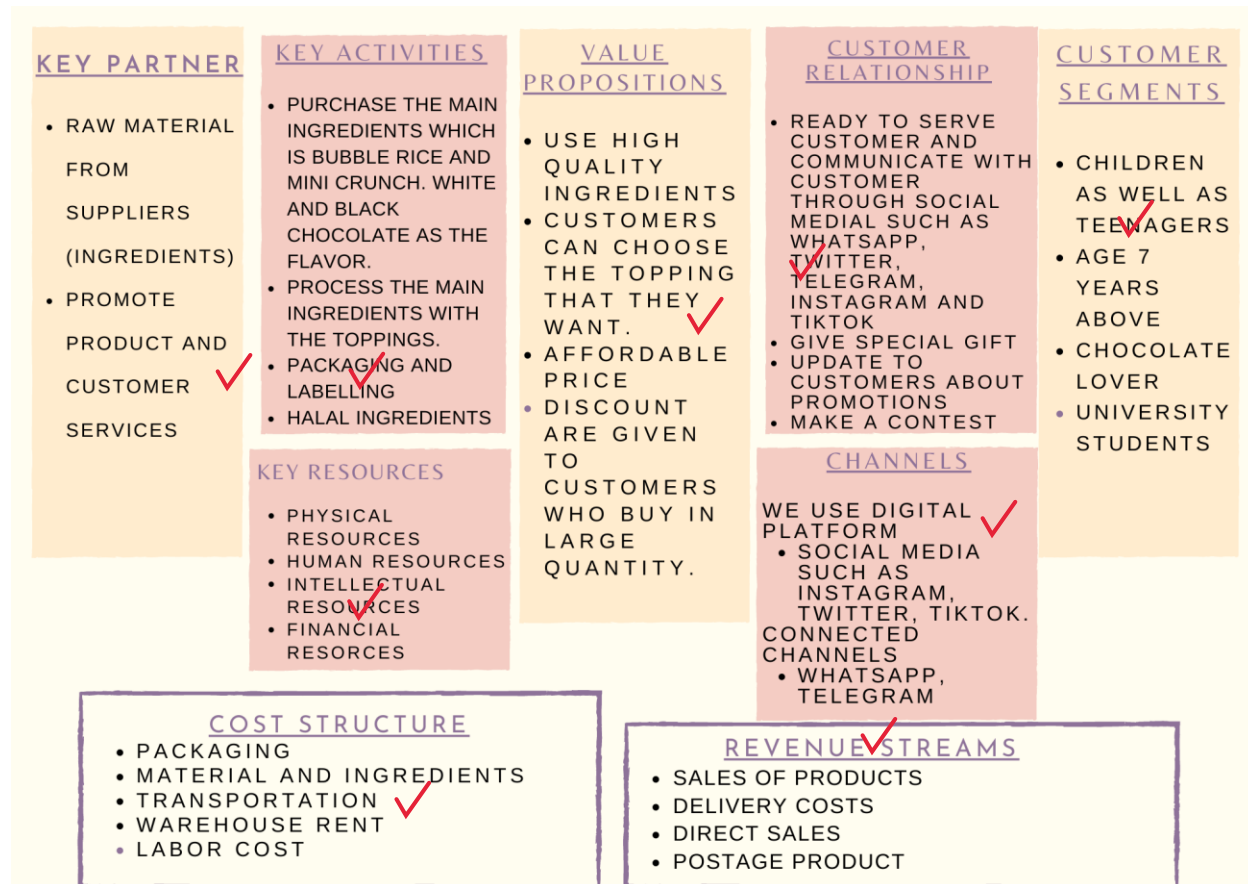 KEY PARTNER
• RAW MATERIAL
FROM
SUPPLIERS
(INGREDIENTS)
• PROMOTE
PRODUCT AND
CUSTOMER
SERVICES
KEY ACTIVITIES
• PURCHASE THE MAIN
INGREDIENTS WHICH
IS BUBBLE RICE AND
MINI CRUNCH. WHITE
AND BLACK
CHOCOLATE AS THE
FLAVOR.
• PROCESS THE MAIN
INGREDIENTS WITH
THE TOPPINGS.
• PACKAGING AND
LABELLING
• HALAL INGREDIENTS
KEY RESOURCES
• PHYSICAL
RESOURCES
• HUMAN RESOURCES
• INTELLECTUAL
RESOURCES
• FINANCIAL
RESORCES
VALUE
PROPOSITIONS
• USE HIGH
QUALITY
INGREDIENTS
• CUSTOMERS
CAN CHOOSE
THE TOPPING
THAT THEY
WANT.
• AFFORDABLE
PRICE
• DISCOUNT
ARE GIVEN
TO
CUSTOMERS
WHO BUY IN
LARGE
QUANTITY.
CUSTOMER
RELATIONSHIP
• READY TO SERVE
CUSTOMER AND
COMMUNICATE WITH
CUSTOMER
THROUGH SOCIAL
MEDIAL SUCH AS
WHATSAPP,
TWITTER,
TELEGRAM,
INSTAGRAM AND
TIKTOK
• GIVE SPECIAL GIFT
• UPDATE TO
CUSTOMERS ABOUT
PROMOTIONS
• MAKE A CONTEST
CHANNELS
WE USE DIGITAL
PLATFORM
• SOCIAL MEDIA
SUCH AS
INSTAGRAM,
TWITTER, TIKTOK.
CONNECTED
CHANNELS
• WHATSAPP,
TELEGRAM
CUSTOMER
SEGMENTS
• CHILDREN
AS WELL AS
TEENAGERS
• AGE 7
YEARS
ABOVE
• CHOCOLATE
LOVER
• UNIVERSITY
STUDENTS
COST STRUCTURE
• PACKAGING
• MATERIAL AND INGREDIENTS
• TRANSPORTATION
• WAREHOUSE RENT
• LABOR COST
REVENUE STREAMS
• SALES OF PRODUCTS
• DELIVERY COSTS
• DIRECT SALES
• POSTAGE PRODUCT